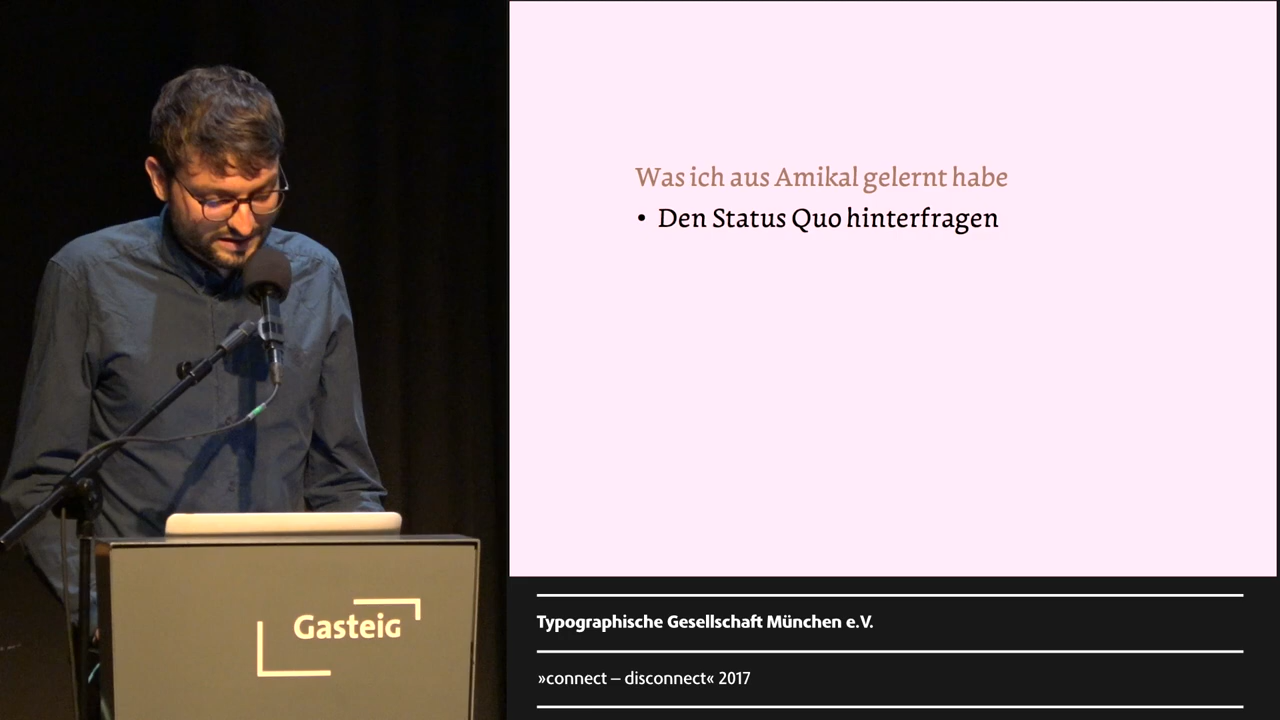 Was ich aus Amikal gelernt habe
• Den Status Quo hinterfragen
Gasteig
Typographische Gesellschaft München e.V.
»connect – disconnect« 2017